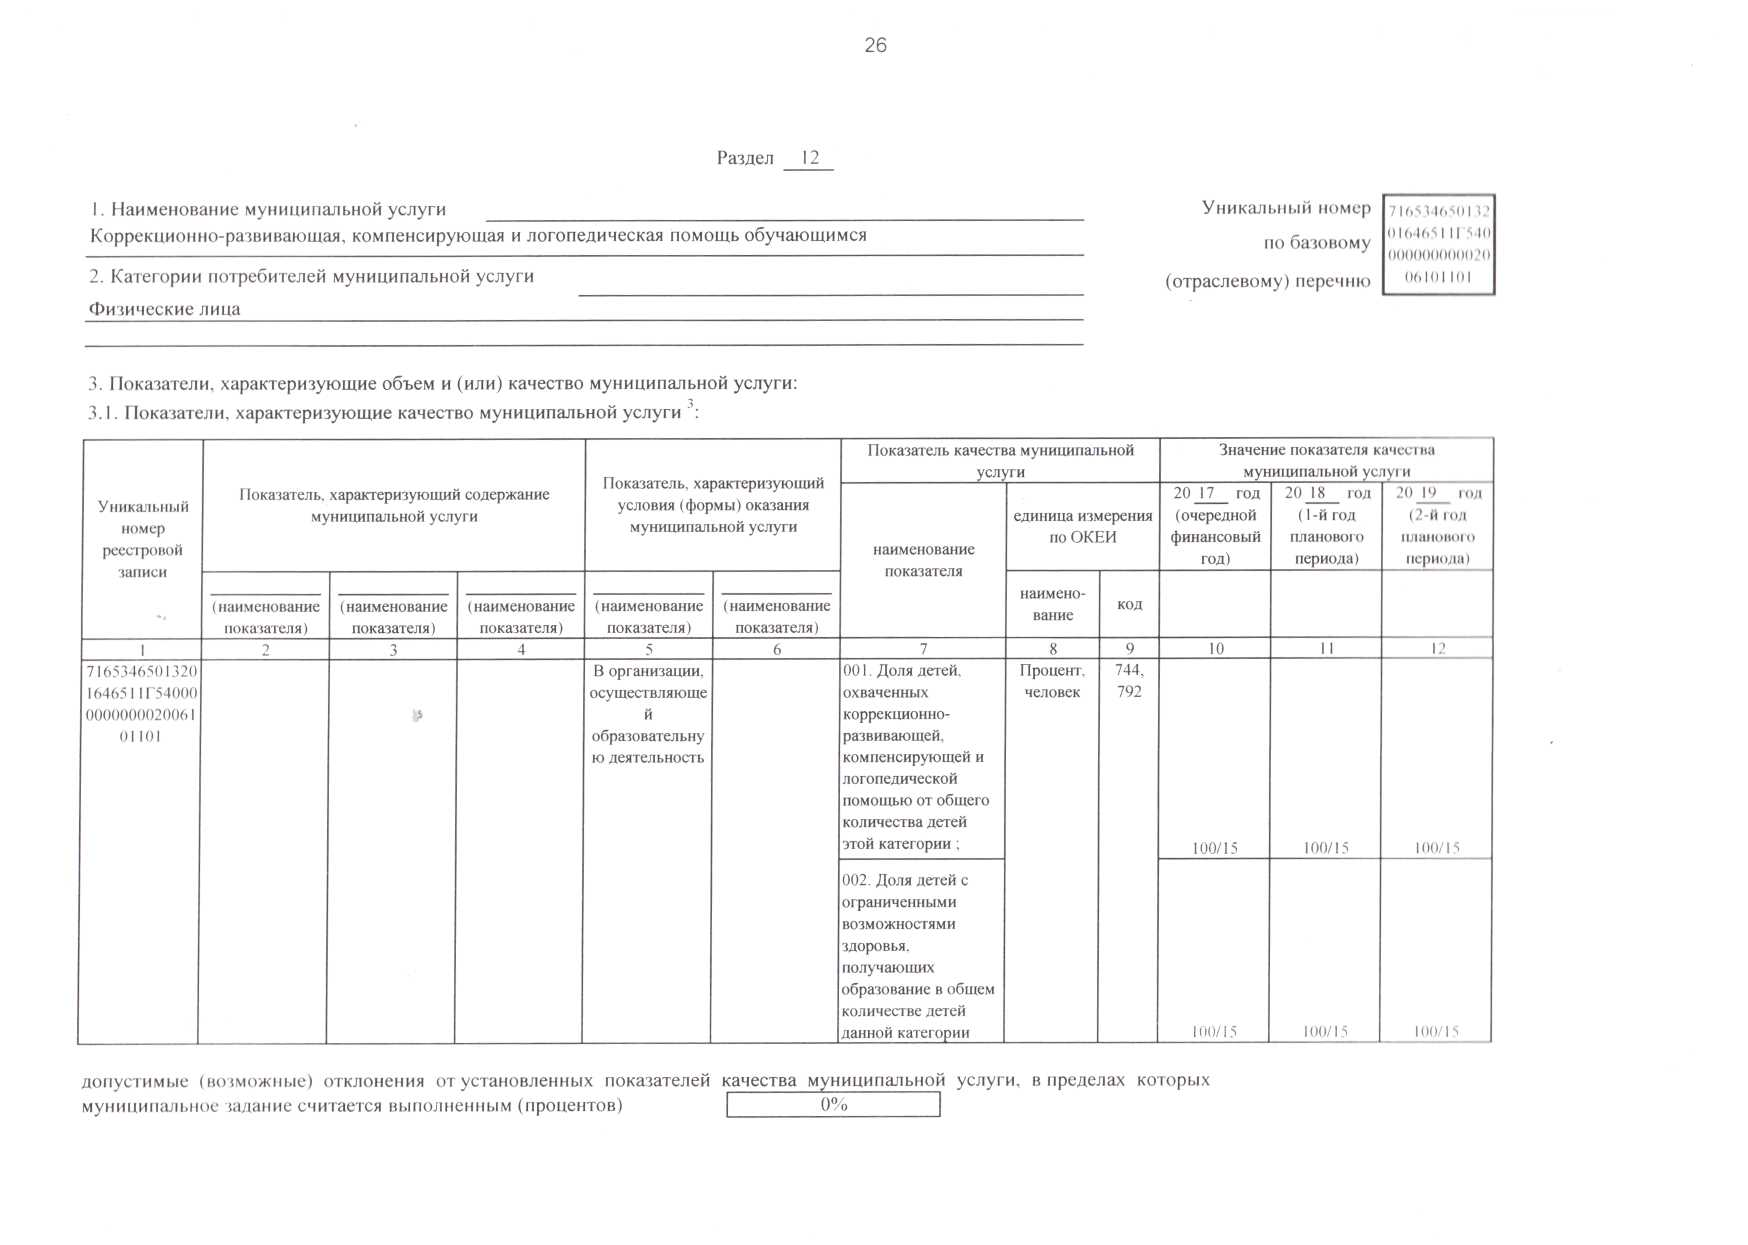 26
Раздел 12
1. Наименование муниципальной услуги
Коррекционно-развивающая, компенсирующая и логопедическая помощь обучающимся
2. Категории потребителей муниципальной услуги
Физические лица
Уникальный номер
по базовому
(отраслевому) перечню
716534650132
01646511Г540
000000000020
06101101
3. Показатели, характеризующие объем и (или) качество муниципальной услуги:
3.1. Показатели, характеризующие качество муниципальной услуги 3:
Уникальный
номер
реестровой
записи
Показатель, характеризующий содержание
муниципальной услуги
Показатель, характеризующий
условия (формы) оказания
муниципальной услуги
Показатель качества муниципальной
услуги
Значение показателя качества
муниципальной услуги
наименование
показателя
единица измерения
по ОКЕИ
20 17 год
(очередной
финансовый
год)
20 18 год
(1-й год
планового
периода)
20 19 год
(2-й год
планового
периода)
(наименование
показателя)
(наименование
показателя)
(наименование
показателя)
(наименование
показателя)
(наименование
показателя)
наимено-
вание
код
1 2 3 4 5 6 7 8 9 10 11 12
7165346501320
1646511Г54000
0000000020061
01101
В организации,
осуществляюще
й
образовательну
ю деятельность
001. Доля детей,
охваченных
коррекционно-
развивающей,
компенсирующей и
логопедической
помощью от общего
количества детей
этой категории ;
Процент,
человек
744,
792
100/15 100/15 100/15
002. Доля детей с
ограниченными
возможностями
здоровья,
получающих
образование в общем
количестве детей
данной категории
100/15 100/15 100/15
допустимые (возможные) отклонения от установленных показателей качества муниципальной услуги, в пределах которых
муниципальное задание считается выполненным (процентов) 0%